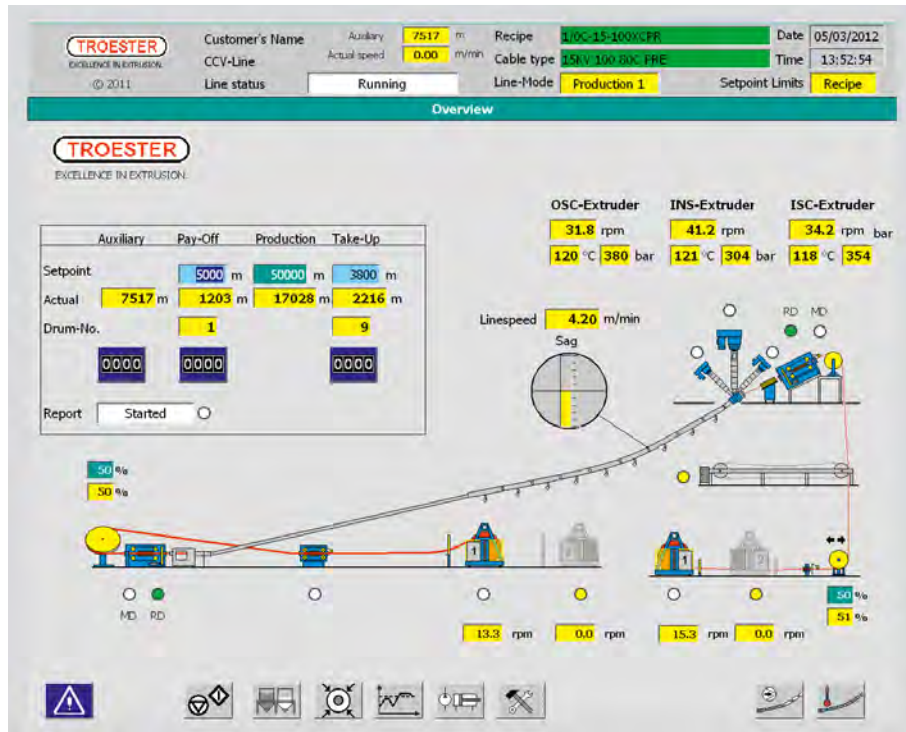 TROESTER
EXCELLENCE IN EXTRUSION
© 2011
Customer's Name
CCV-Line
Line status Running
Auxiliary 7517 m
Actual speed 0.00 m/min
Recipe 1/0C-15-100XCPR
Cable type 15KV 100 80C PRE
Line-Mode Production 1
Date 05/03/2012
Time 13:52:54
Setpoint Limits Recipe
Overview
TROESTER
EXCELLENCE IN EXTRUSION
OSC-Extruder INS-Extruder ISC-Extruder
31.8 rpm 41.2 rpm 34.2 rpm bar
120 °C 380 bar 121 °C 304 bar 118 °C 354
Auxiliary Pay-Off Production Take-Up
Setpoint 5000 m 50000 m 3800 m
Actual 7517 m 1203 m 17028 m 2216 m
Drum-No. 1 9
0000 0000 0000
Report Started
Linespeed 4.20 m/min
Sag
RD MD
50 %
50 %
1 2 1 2
MD RD
50 %
51 %
13.3 rpm 0.0 rpm 15.3 rpm 0.0 rpm